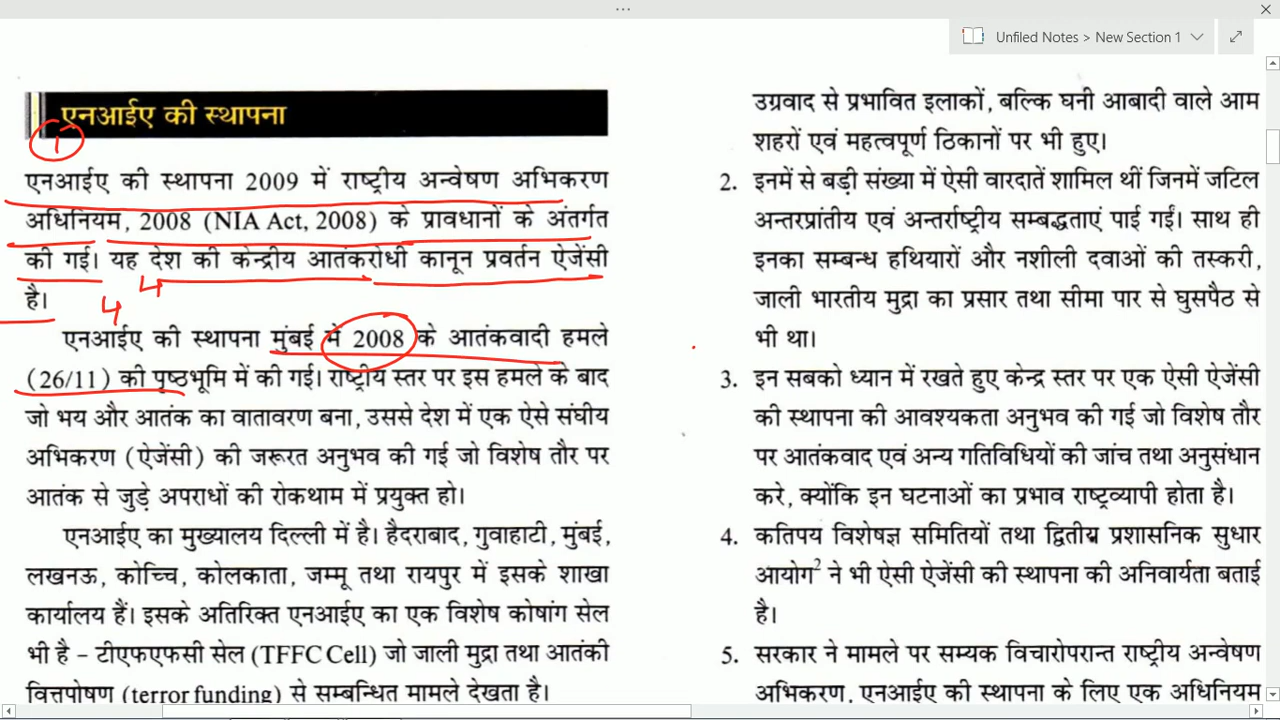 Unfiled Notes > New Section 1
एनआईए की स्थापना
1
एनआईए की स्थापना 2009 में राष्ट्रीय अन्वेषण अभिकरण
अधिनियम, 2008 (NIA Act, 2008) के प्रावधानों के अंतर्गत
की गई। यह देश की केन्द्रीय आतंकरोधी कानून प्रवर्तन ऐजेंसी
है।
एनआईए की स्थापना मुंबई में 2008 के आतंकवादी हमले
(26/11) की पृष्ठभूमि में की गई। राष्ट्रीय स्तर पर इस हमले के बाद
जो भय और आतंक का वातावरण बना, उससे देश में एक ऐसे संघीय
अभिकरण (ऐजेंसी) की जरूरत अनुभव की गई जो विशेष तौर पर
आतंक से जुड़े अपराधों की रोकथाम में प्रयुक्त हो।
एनआईए का मुख्यालय दिल्ली में है। हैदराबाद, गुवाहाटी, मुंबई,
लखनऊ, कोच्चि, कोलकाता, जम्मू तथा रायपुर में इसके शाखा
कार्यालय हैं। इसके अतिरिक्त एनआईए का एक विशेष कोषांग सेल
भी है – टीएफएफसी सेल (TFFC Cell) जो जाली मुद्रा तथा आतंकी
वित्तपोषण (terror funding) से सम्बन्धित मामले देखता है।
उग्रवाद से प्रभावित इलाकों, बल्कि घनी आबादी वाले आम
शहरों एवं महत्वपूर्ण ठिकानों पर भी हुए।
2. इनमें से बड़ी संख्या में ऐसी वारदातें शामिल थीं जिनमें जटिल
अन्तरप्रांतीय एवं अन्तर्राष्ट्रीय सम्बद्धताएं पाई गईं। साथ ही
इनका सम्बन्ध हथियारों और नशीली दवाओं की तस्करी,
जाली भारतीय मुद्रा का प्रसार तथा सीमा पार से घुसपैठ से
भी था।
3. इन सबको ध्यान में रखते हुए केन्द्र स्तर पर एक ऐसी ऐजेंसी
की स्थापना की आवश्यकता अनुभव की गई जो विशेष तौर
पर आतंकवाद एवं अन्य गतिविधियों की जांच तथा अनुसंधान
करे, क्योंकि इन घटनाओं का प्रभाव राष्ट्रव्यापी होता है।
4. कतिपय विशेषज्ञ समितियों तथा द्वितीय प्रशासनिक सुधार
आयोग² ने भी ऐसी ऐजेंसी की स्थापना की अनिवार्यता बताई
है।
5. सरकार ने मामले पर सम्यक विचारोपरान्त राष्ट्रीय अन्वेषण
अभिकरण, एनआईए की स्थापना के लिए एक अधिनियम